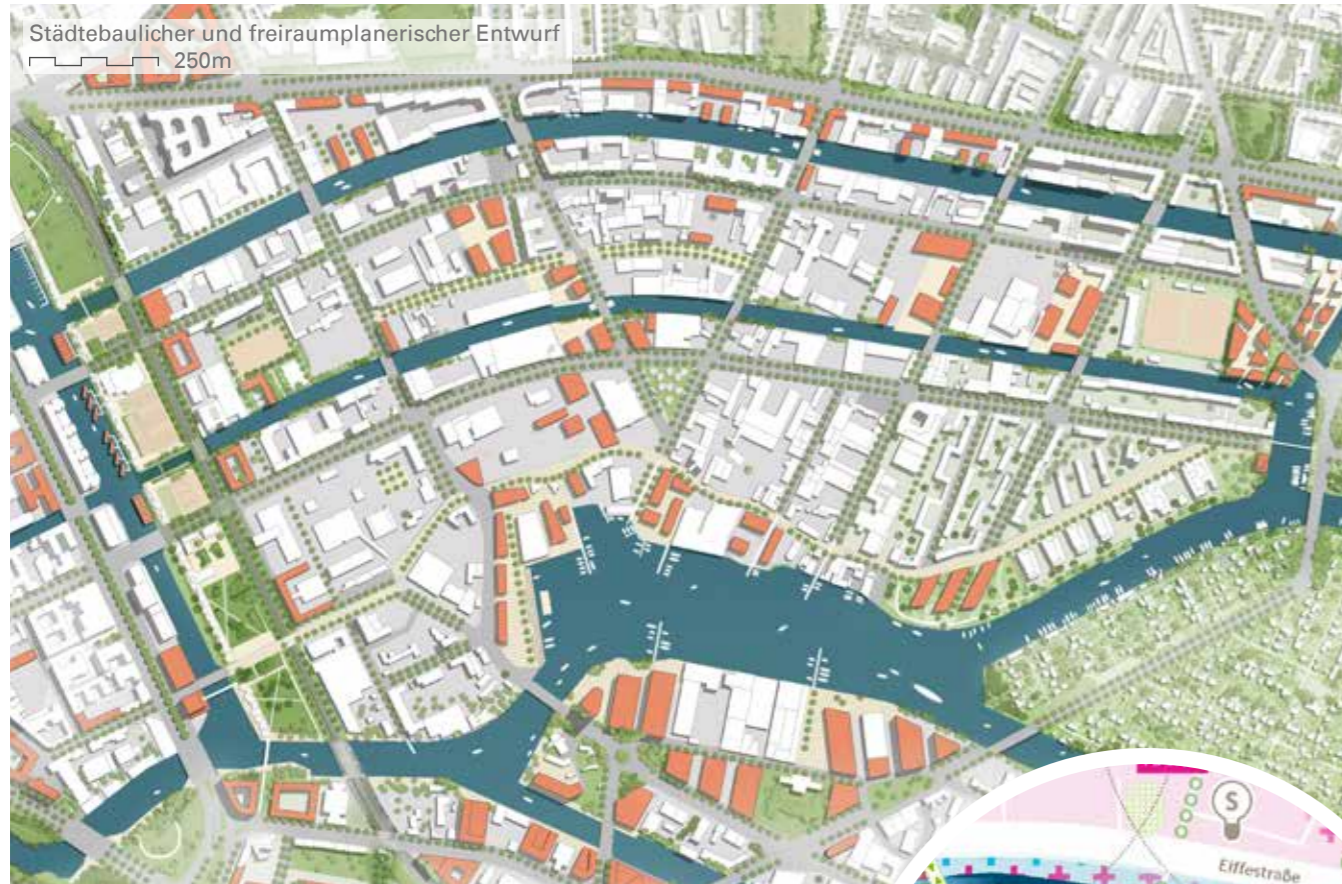 Städtebaulicher und freiraumplanerischer Entwurf
250m
S
Eiffestraße